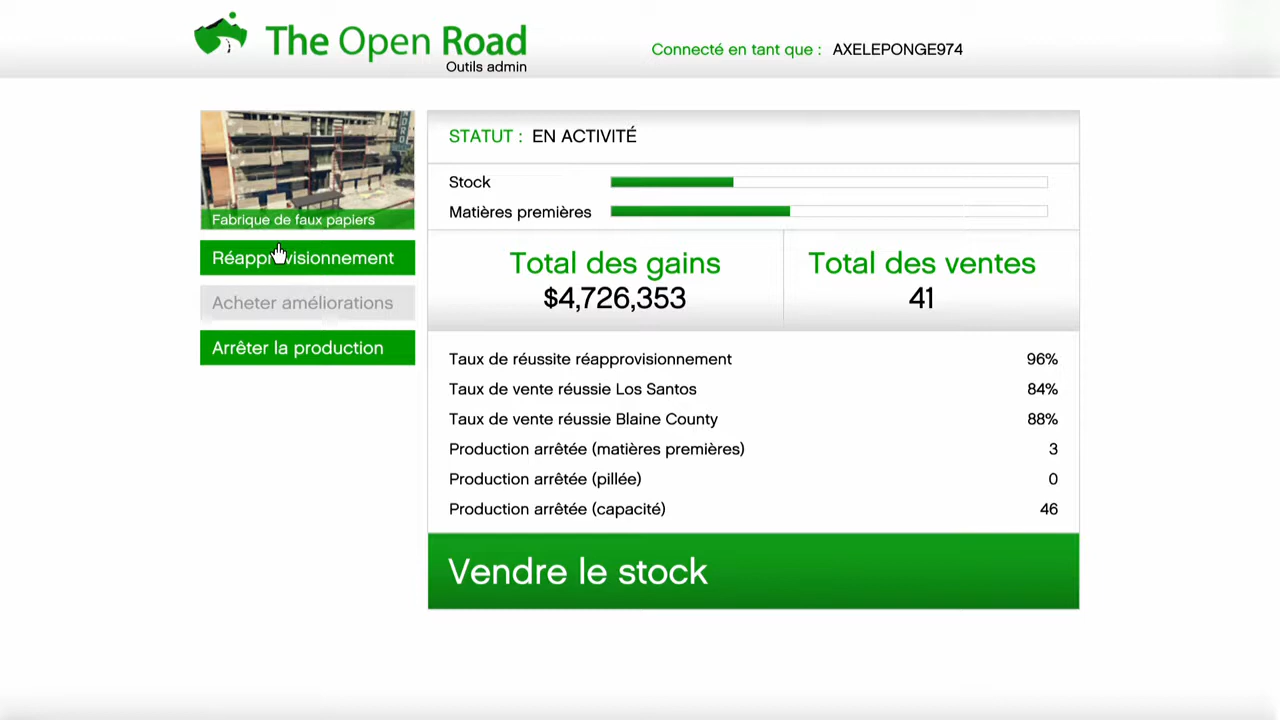 The Open Road
Outils admin
Connecté en tant que : AXELEPONGE974
Fabrique de faux papiers
Réapprovisionnement
Acheter améliorations
Arrêter la production
STATUT : EN ACTIVITÉ
Stock
Matières premières
Total des gains
$4,726,353
Total des ventes
41
Taux de réussite réapprovisionnement 96%
Taux de vente réussie Los Santos 84%
Taux de vente réussie Blaine County 88%
Production arrêtée (matières premières) 3
Production arrêtée (pillée) 0
Production arrêtée (capacité) 46
Vendre le stock